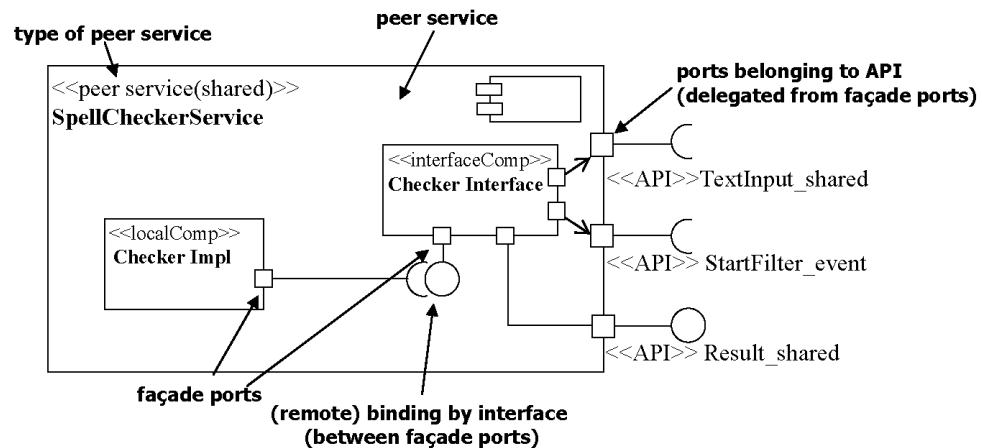 peer service
type of peer service
<<peer service(shared)>>
SpellCheckerService
ports belonging to API
(delegated from façade ports)
<<interfaceComp>>
Checker Interface
<<API>>TextInput_shared
<<localComp>>
Checker Impl
<<API>> StartFilter_event
<<API>> Result_shared
façade ports
(remote) binding by interface
(between façade ports)